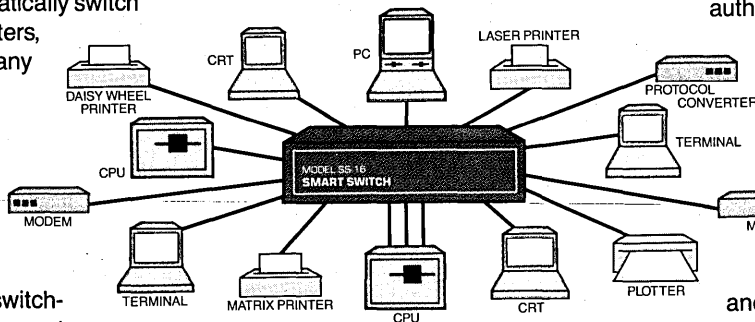 atically switch
ters,
any
auth
CRT
PC
LASER PRINTER
DAISY WHEEL
PRINTER
PROTOCOL
CONVERTER
CPU
TERMINAL
MODEL SS-16
SMART SWITCH
MODEM
M
TERMINAL
MATRIX PRINTER
CPU
CRT
PLOTTER
switch-
and